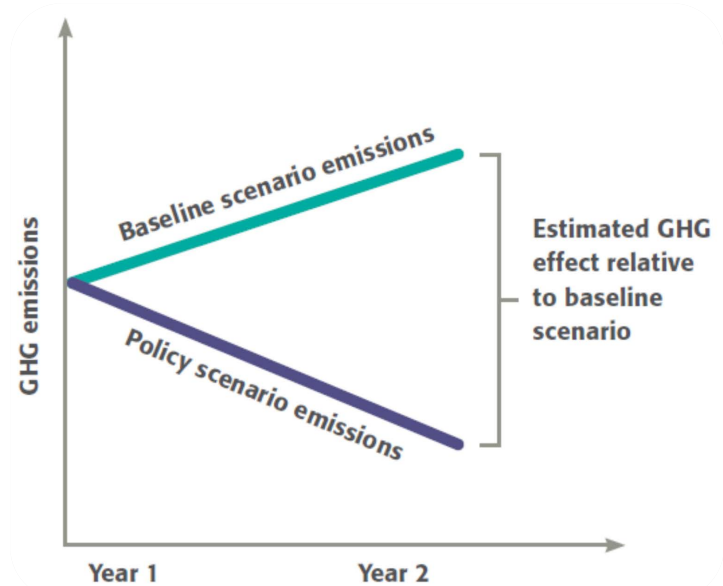 GHG emissions
Baseline scenario emissions
Policy scenario emissions
Estimated GHG
effect relative
to baseline
scenario
Year 1
Year 2